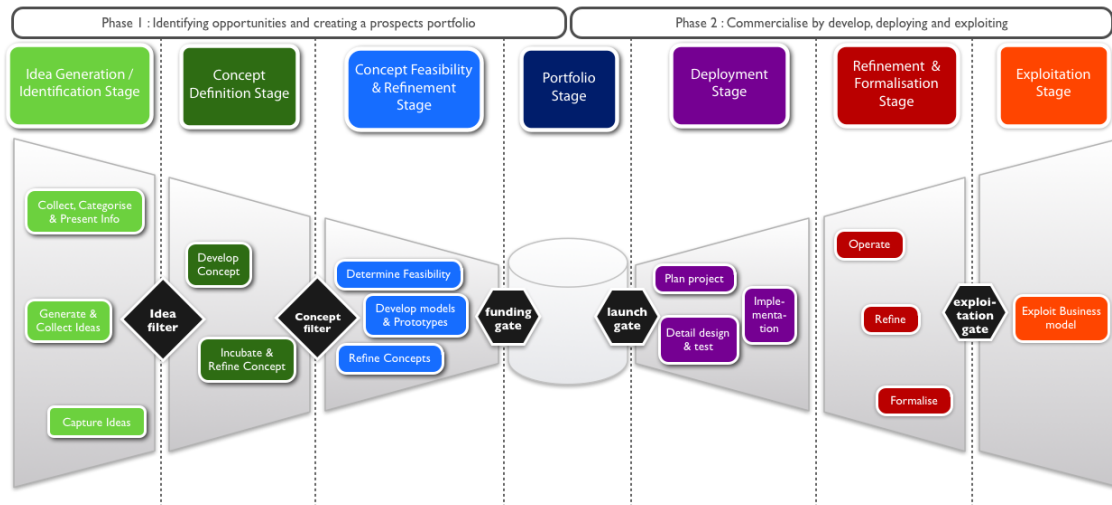 Phase 1 : Identifying opportunities and creating a prospects portfolio
Phase 2 : Commercialise by develop, deploying and exploiting
Idea Generation /
Identification Stage
Concept
Definition Stage
Concept Feasibility
& Refinement
Stage
Portfolio
Stage
Deployment
Stage
Refinement &
Formalisation
Stage
Exploitation
Stage
Collect, Categorise
& Present Info
Generate &
Collect Ideas
Capture Ideas
Idea
filter
Develop
Concept
Incubate &
Refine Concept
Concept
filter
Determine Feasibility
Develop models
& Prototypes
Refine Concepts
funding
gate
launch
gate
Plan project
Imple-
menta-
tion
Detail design
& test
Operate
Refine
Formalise
exploi-
tation
gate
Exploit Business
model